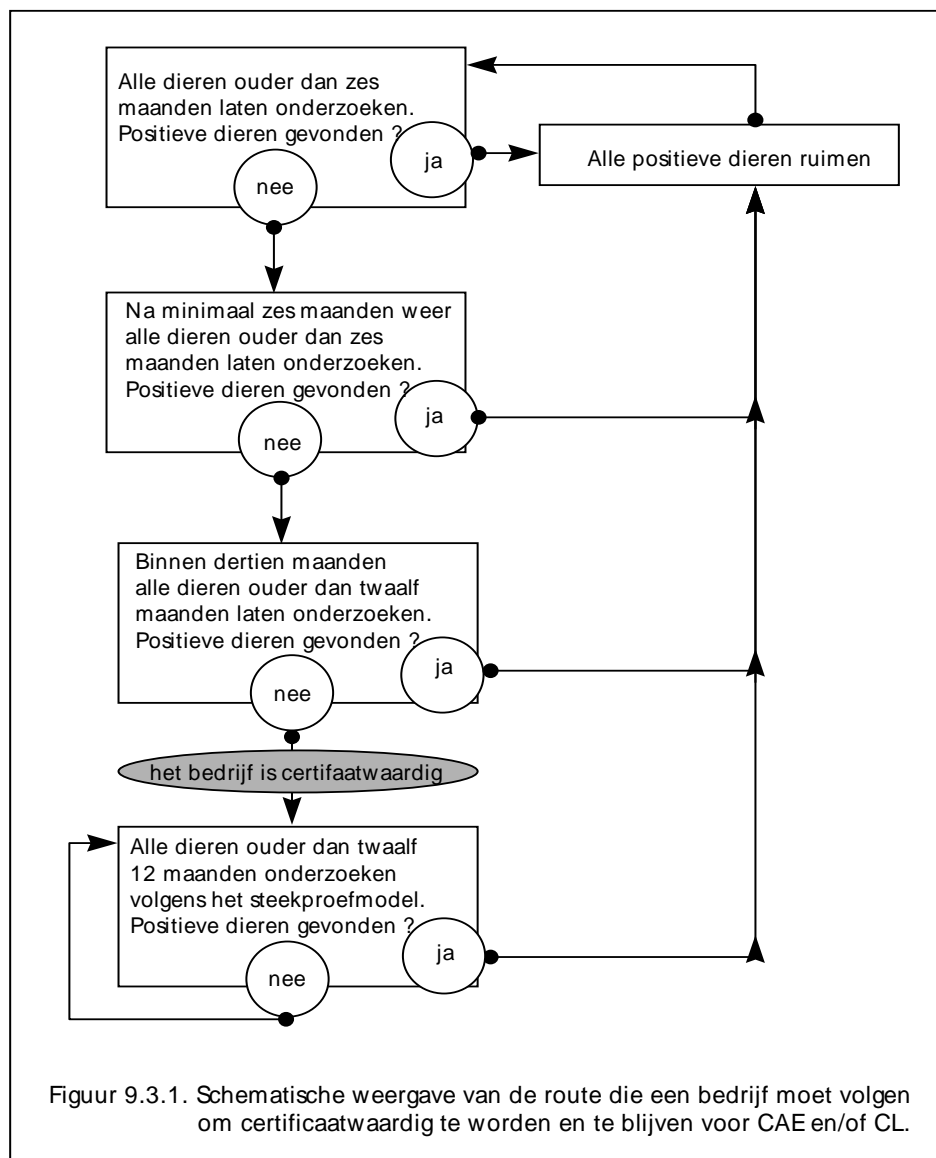 Alle dieren ouder dan zes
maanden laten onderzoeken.
Positieve dieren gevonden ?
ja
nee
Alle positieve dieren ruimen
Na minimaal zes maanden weer
alle dieren ouder dan zes
maanden laten onderzoeken.
Positieve dieren gevonden ?
ja
nee
Binnen dertien maanden
alle dieren ouder dan twaalf
maanden laten onderzoeken.
Positieve dieren gevonden ?
ja
nee
het bedrijf is certifaatwaardig
Alle dieren ouder dan twaalf
12 maanden onderzoeken
volgens het steekproefmodel.
Positieve dieren gevonden ?
ja
nee
Figuur 9.3.1. Schematische weergave van de route die een bedrijf moet volgen
om certificaatwaardig te worden en te blijven voor CAE en/of CL.